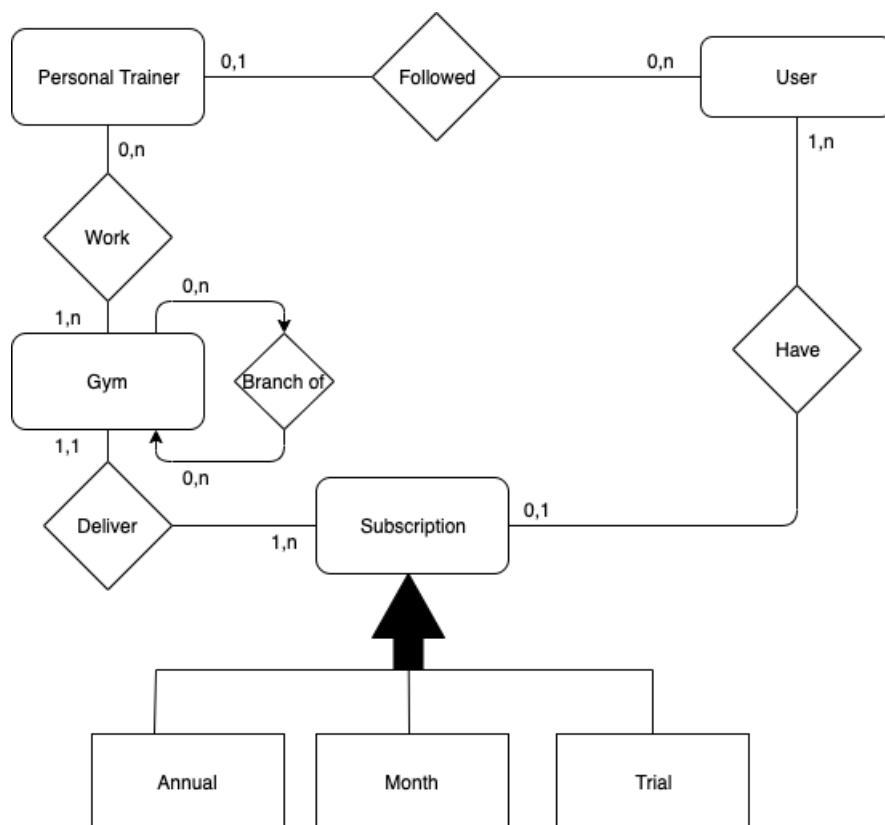 Personal Trainer
0,1
Followed
0,n
User
0,n
1,n
Work
0,n
1,n
Gym
Branch of
Have
1,1
0,n
Deliver
1,n
Subscription
0,1
Annual
Month
Trial